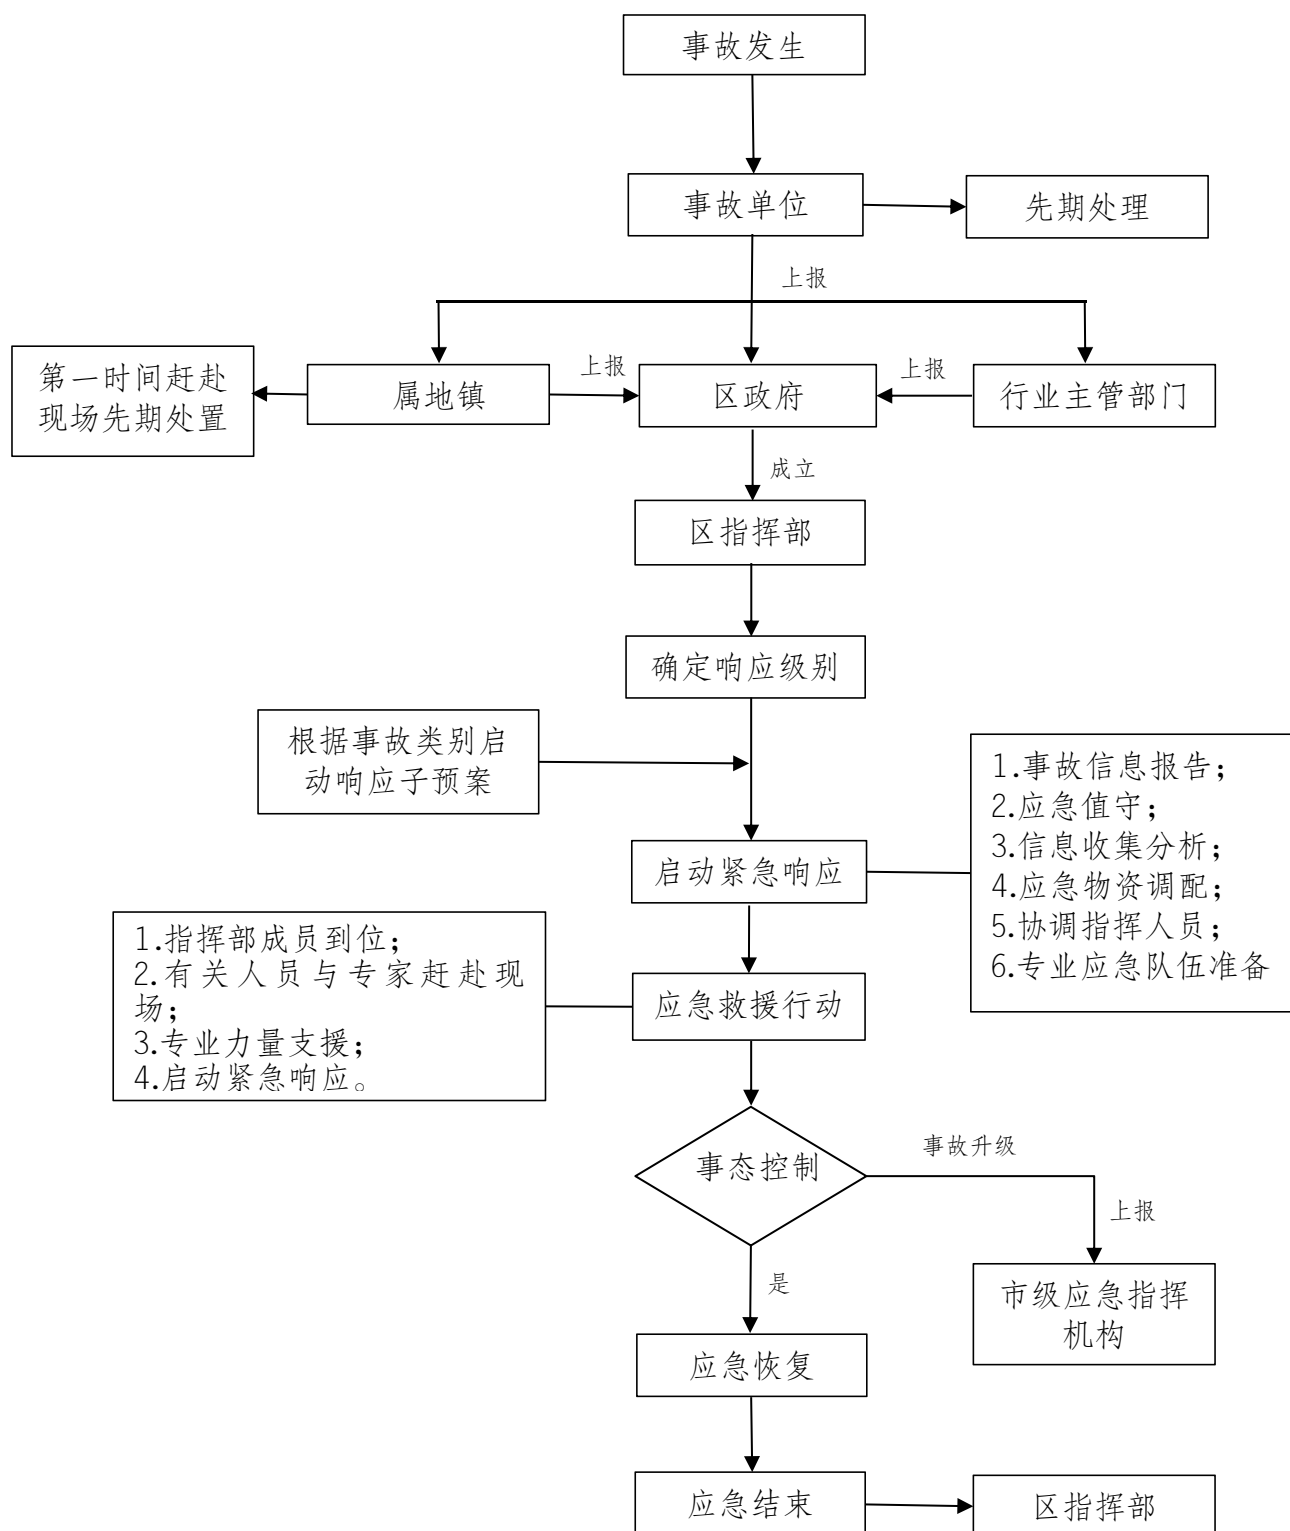 事故发生
事故单位
先期处理
上报
第一时间赶赴
现场先期处置
属地镇
上报
区政府
上报
行业主管部门
成立
区指挥部
确定响应级别
根据事故类别启
动响应子预案
启动紧急响应
1.事故信息报告；
2.应急值守；
3.信息收集分析；
4.应急物资调配；
5.协调指挥人员；
6.专业应急队伍准备
1.指挥部成员到位；
2.有关人员与专家赶赴现
场；
3.专业力量支援；
4.启动紧急响应。
应急救援行动
事态控制
事故升级
上报
市级应急指挥
机构
是
应急恢复
应急结束
区指挥部